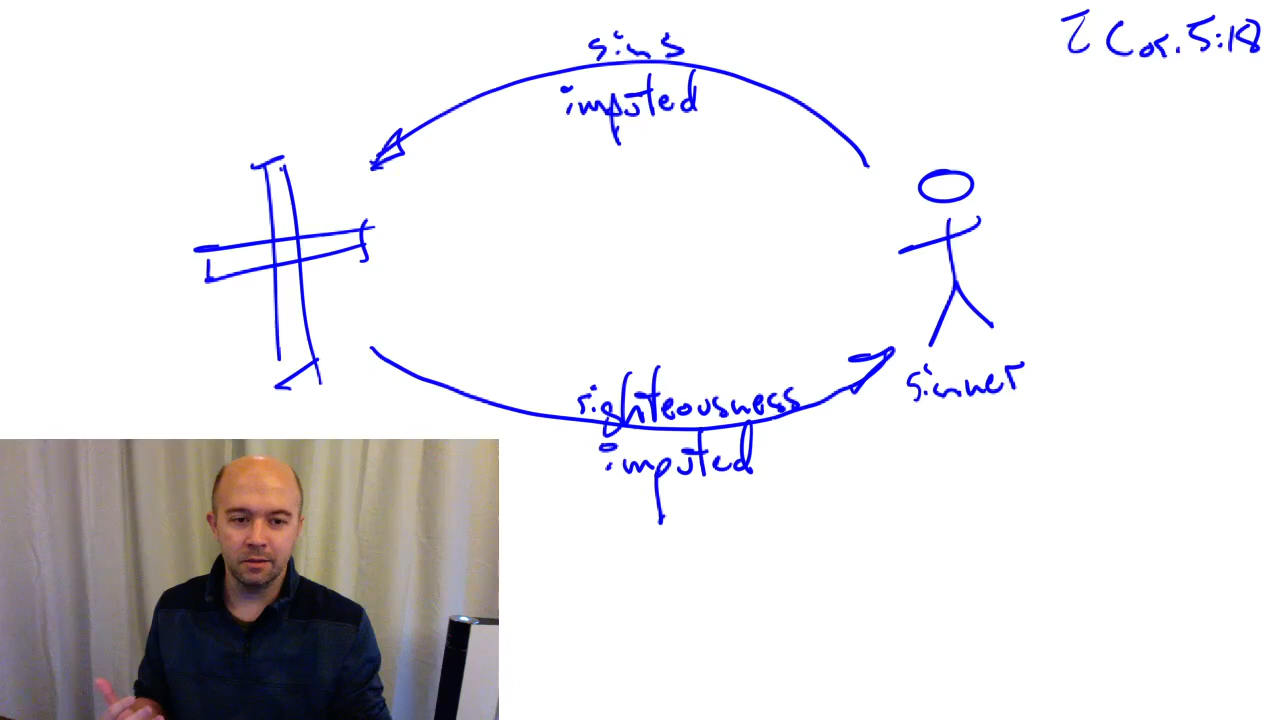 2 Cor. 5:18
sins
imputed
sinner
righteousness
imputed